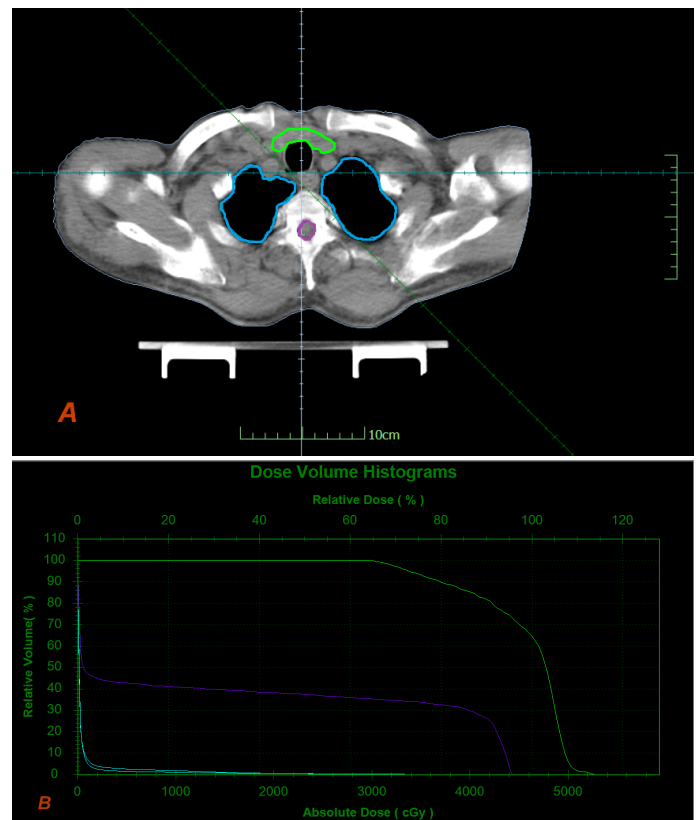 A
10cm
Dose Volume Histograms
Relative Dose ( % )
0 20 40 60 80 100 120
110
100
90
80
70
60
50
40
30
20
10
0
Relative Volume( % )
0 1000 2000 3000 4000 5000
Absolute Dose ( cGy )
B